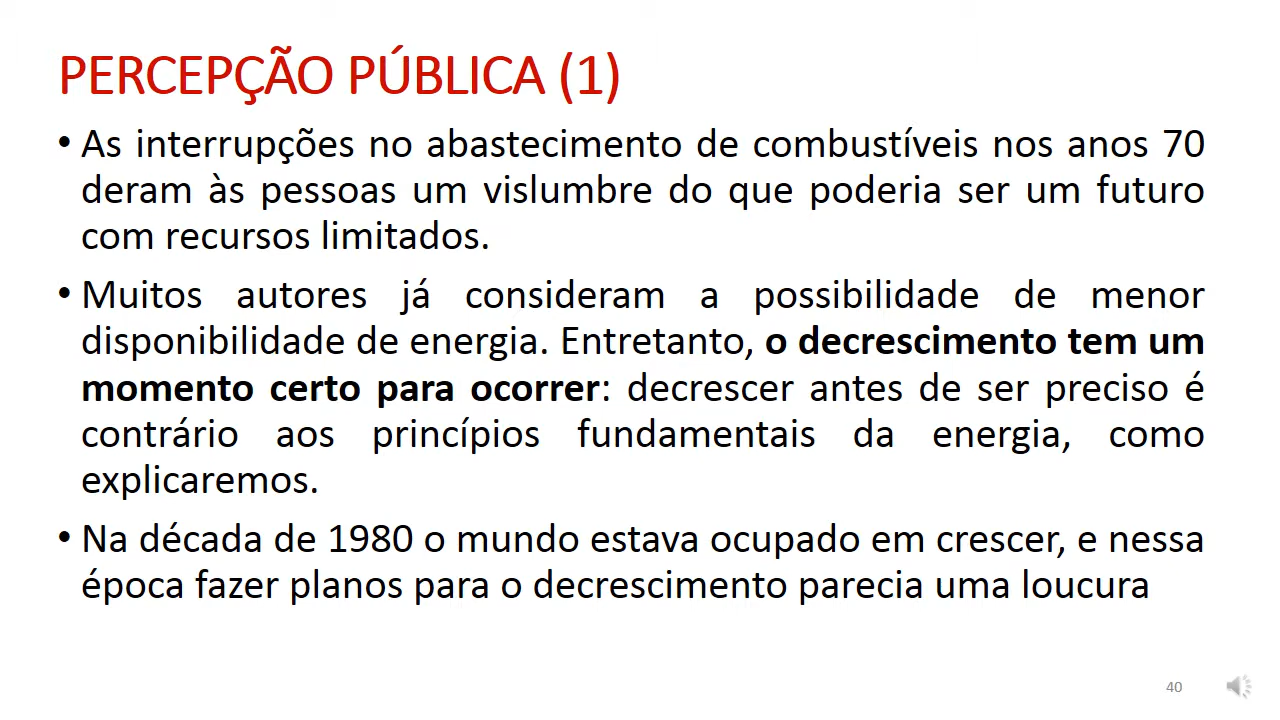 PERCEPÇÃO PÚBLICA (1)
• As interrupções no abastecimento de combustíveis nos anos 70
deram às pessoas um vislumbre do que poderia ser um futuro
com recursos limitados.
• Muitos autores já consideram a possibilidade de menor
disponibilidade de energia. Entretanto, o decrescimento tem um
momento certo para ocorrer: decrescer antes de ser preciso é
contrário aos princípios fundamentais da energia, como
explicaremos.
• Na década de 1980 o mundo estava ocupado em crescer, e nessa
época fazer planos para o decrescimento parecia uma loucura
40